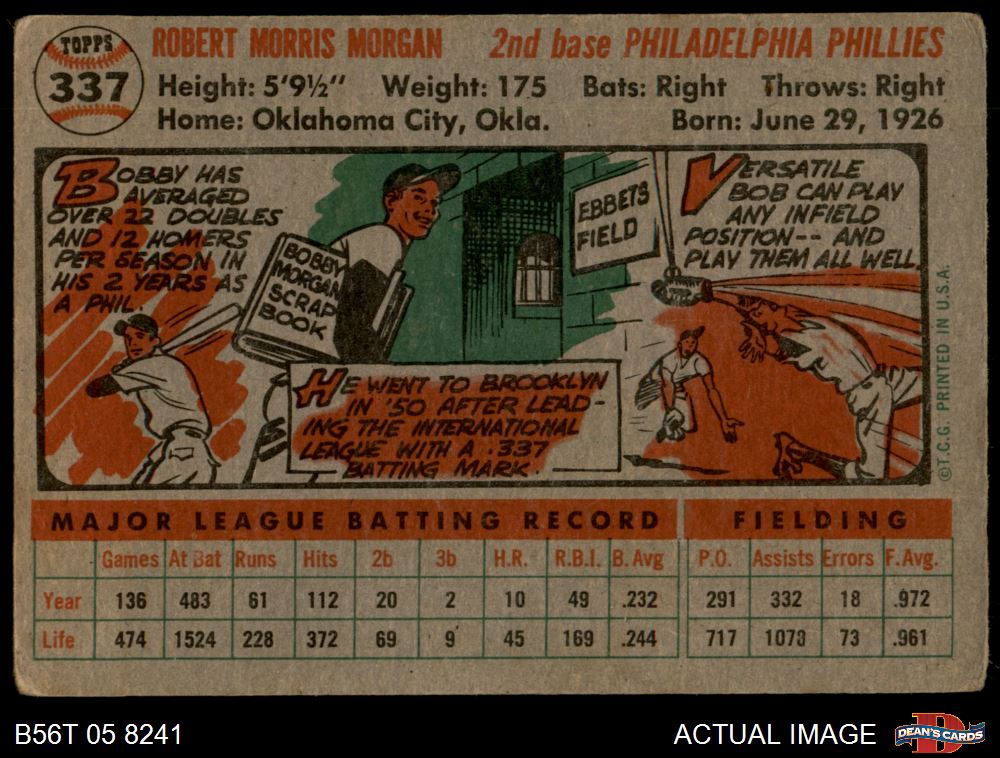 TOPPS
337
ROBERT MORRIS MORGAN 2nd base PHILADELPHIA PHILLIES
Height: 5'9½" Weight: 175 Bats: Right Throws: Right
Home: Oklahoma City, Okla. Born: June 29, 1926
BOBBY HAS
AVERAGED
OVER 22 DOUBLES
AND 12 HOMERS
PER SEASON IN
HIS 2 YEARS AS
A PHIL.
BOBBY
MORGAN
SCRAP
BOOK
EBBETS
FIELD
HE WENT TO BROOKLYN
IN '50 AFTER LEAD-
ING THE INTERNATIONAL
LEAGUE WITH A .337
BATTING MARK.
VERSATILE
BOB CAN PLAY
ANY INFIELD
POSITION-- AND
PLAY THEM ALL WELL.
©T.C.G. PRINTED IN U.S.A.
MAJOR LEAGUE BATTING RECORD FIELDING
Games At Bat Runs Hits 2b 3b H.R. R.B.I. B. Avg P.O. Assists Errors F. Avg.
Year 136 483 61 112 20 2 10 49 .232 291 332 18 .972
Life 474 1524 228 372 69 9 45 169 .244 717 1073 73 .961
B56T 05 8241 ACTUAL IMAGE
D
DEAN'S CARDS